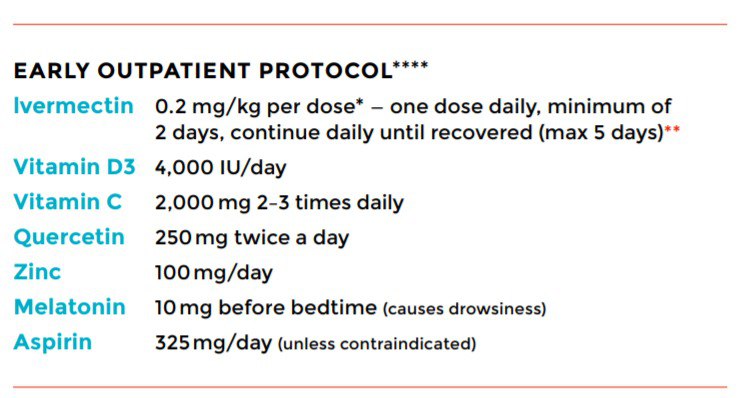 EARLY OUTPATIENT PROTOCOL****
Ivermectin 0.2 mg/kg per dose* – one dose daily, minimum of
2 days, continue daily until recovered (max 5 days)**
Vitamin D3 4,000 IU/day
Vitamin C 2,000 mg 2–3 times daily
Quercetin 250 mg twice a day
Zinc 100 mg/day
Melatonin 10 mg before bedtime (causes drowsiness)
Aspirin 325 mg/day (unless contraindicated)